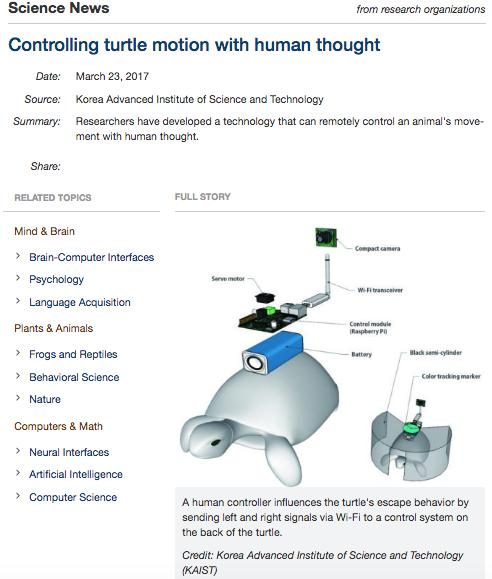 Science News
from research organizations
Controlling turtle motion with human thought
Date: March 23, 2017
Source: Korea Advanced Institute of Science and Technology
Summary: Researchers have developed a technology that can remotely control an animal's move-
ment with human thought.
Share:
RELATED TOPICS
Mind & Brain
> Brain-Computer Interfaces
> Psychology
> Language Acquisition
Plants & Animals
> Frogs and Reptiles
> Behavioral Science
> Nature
Computers & Math
> Neural Interfaces
> Artificial Intelligence
> Computer Science
FULL STORY
Compact camera
Servo motor
Wi-Fi transceiver
Control module
(Raspberry Pi)
Battery
Black semi-cylinder
Color tracking marker
A human controller influences the turtle's escape behavior by
sending left and right signals via Wi-Fi to a control system on
the back of the turtle.
Credit: Korea Advanced Institute of Science and Technology
(KAIST)